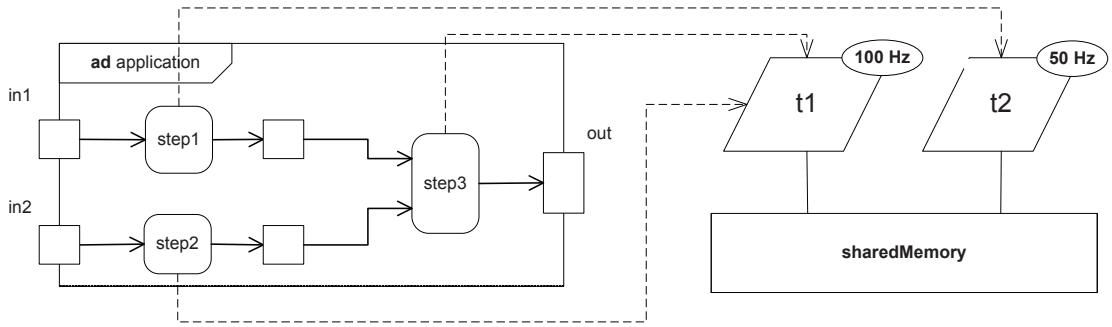 ad application
in1
step1
in2
step2
step3
out
100 Hz
t1
50 Hz
t2
sharedMemory